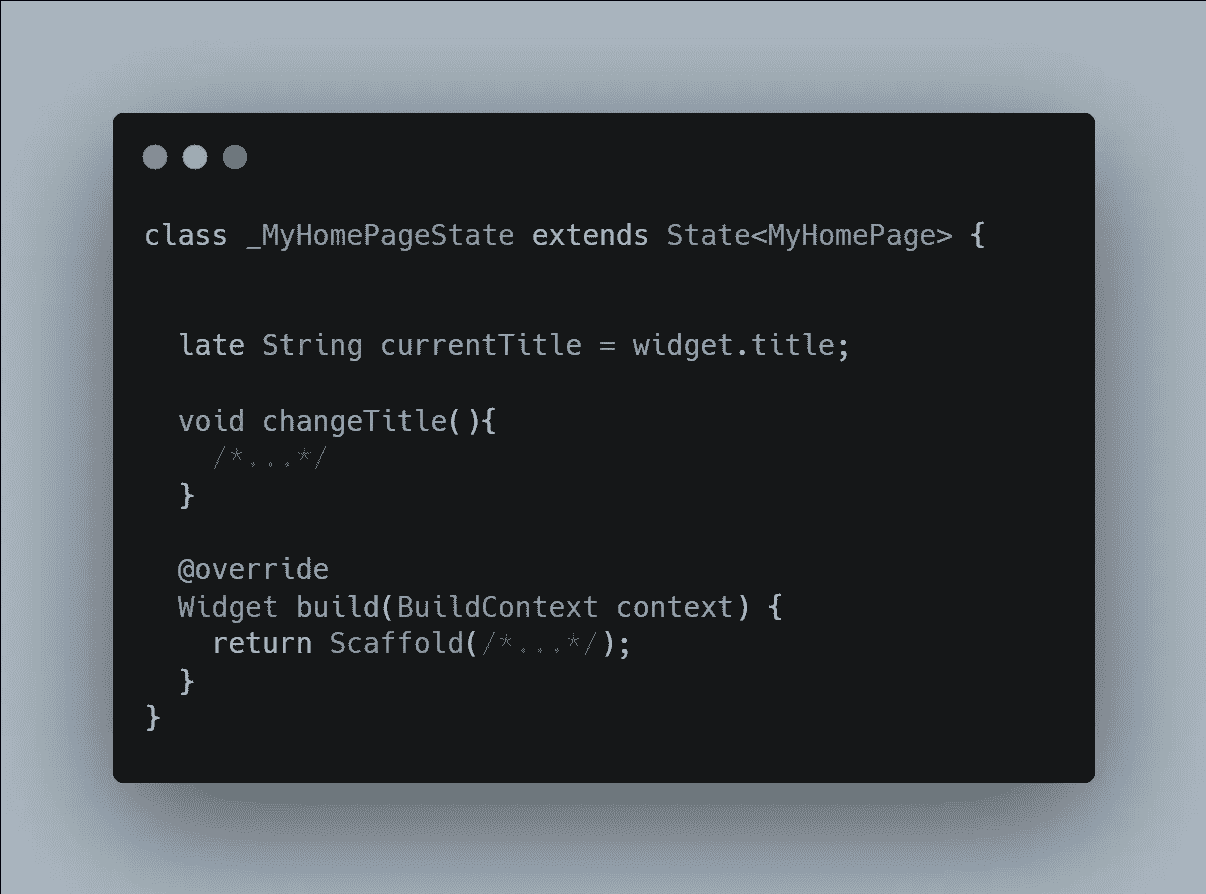 class _MyHomePageState extends State<MyHomePage> {
late String currentTitle = widget.title;
void changeTitle(){
/*...*/
}
@override
Widget build(BuildContext context) {
return Scaffold(/*...*/);
}
}